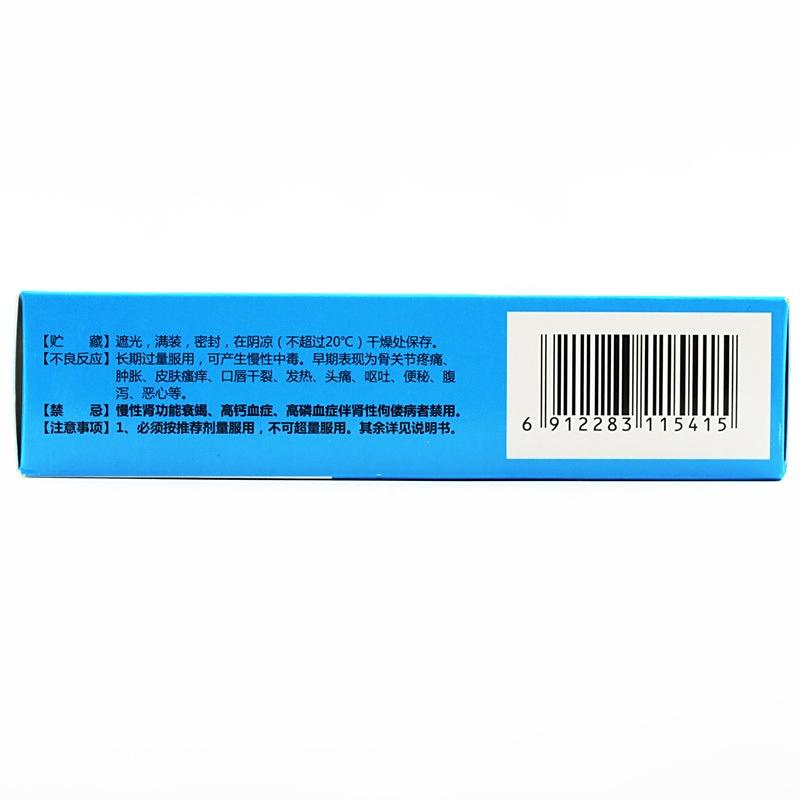 【贮　　藏】遮光，满装，密封，在阴凉（不超过20℃）干燥处保存。
【不良反应】长期过量服用，可产生慢性中毒。早期表现为骨关节疼痛、
肿胀、皮肤瘙痒、口唇干裂、发热、头痛、呕吐、便秘、腹
泻、恶心等。
【禁　　忌】慢性肾功能衰竭、高钙血症、高磷血症伴肾性佝偻病者禁用。
【注意事项】1、必须按推荐剂量服用，不可超量服用。其余详见说明书。
6 912283 115415